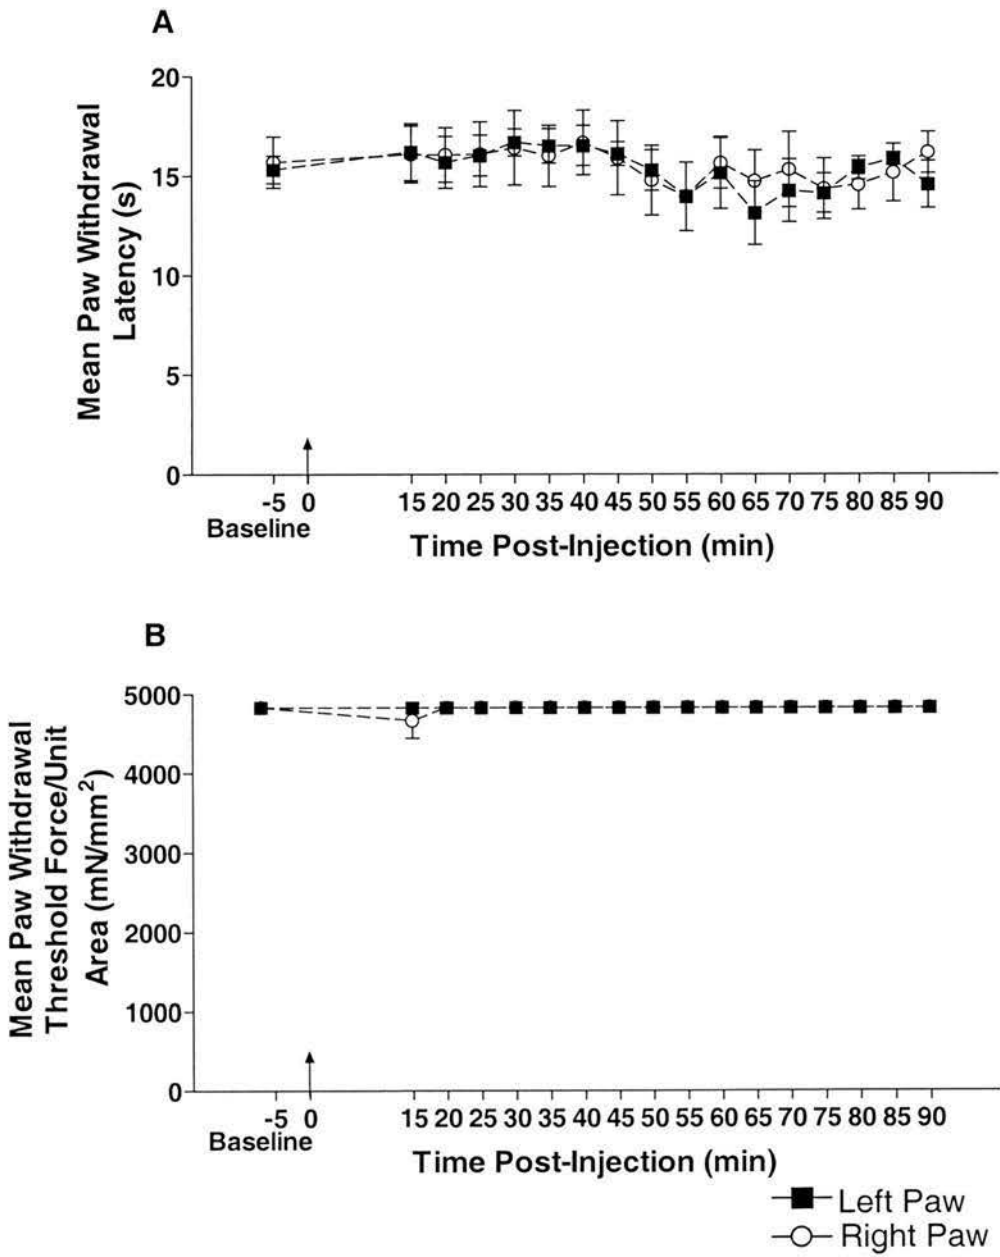 A
Mean Paw Withdrawal
Latency (s)
20
15
10
5
0
-5 0 15 20 25 30 35 40 45 50 55 60 65 70 75 80 85 90
Baseline
Time Post-Injection (min)
B
Mean Paw Withdrawal
Threshold Force/Unit
Area (mN/mm²)
5000
4000
3000
2000
1000
0
-5 0 15 20 25 30 35 40 45 50 55 60 65 70 75 80 85 90
Baseline
Time Post-Injection (min)
Left Paw
Right Paw